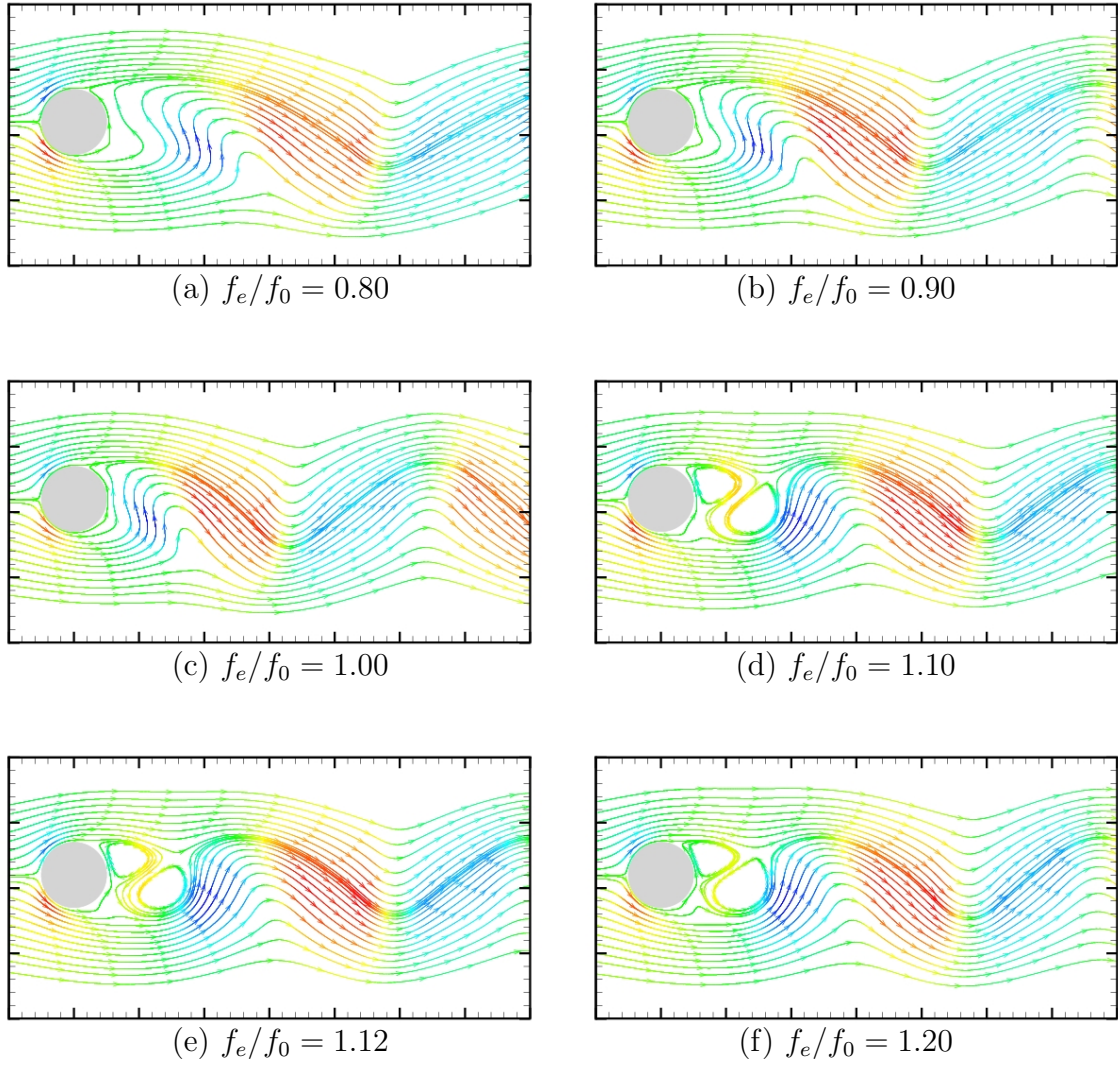 (a) f_e/f_0 = 0.80
(b) f_e/f_0 = 0.90
(c) f_e/f_0 = 1.00
(d) f_e/f_0 = 1.10
(e) f_e/f_0 = 1.12
(f) f_e/f_0 = 1.20